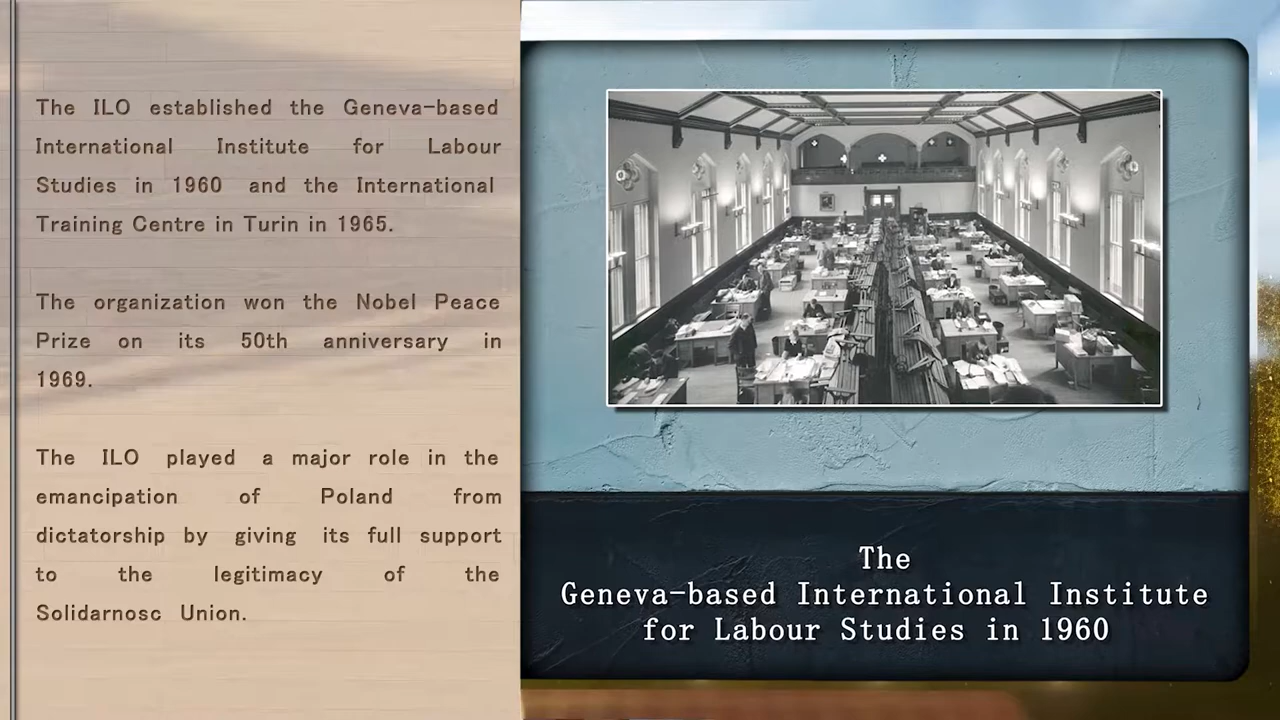 The ILO established the Geneva-based
International Institute for Labour
Studies in 1960 and the International
Training Centre in Turin in 1965.
The organization won the Nobel Peace
Prize on its 50th anniversary in
1969.
The ILO played a major role in the
emancipation of Poland from
dictatorship by giving its full support
to the legitimacy of the
Solidarnosc Union.
The
Geneva-based International Institute
for Labour Studies in 1960